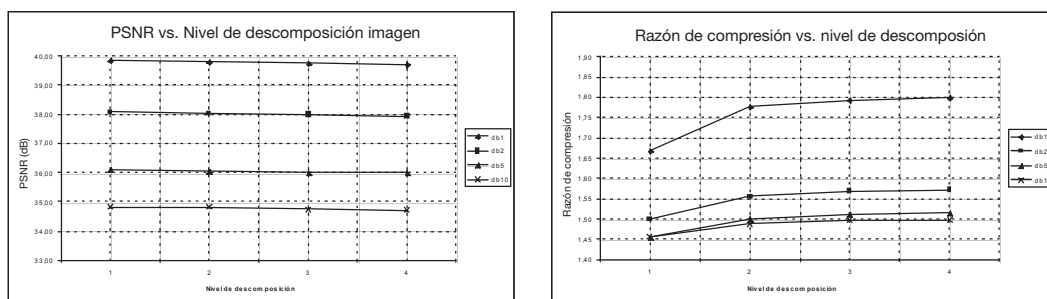 PSNR vs. Nivel de descomposición imagen
PSNR (dB)
40,00
39,00
38,00
37,00
36,00
35,00
34,00
33,00
1 2 3 4
Nivel de descomposición
db1
db2
db5
db10
Razón de compresión vs. nivel de descomposión
Razón de compresión
1,90
1,85
1,80
1,75
1,70
1,65
1,60
1,55
1,50
1,45
1,40
1 2 3 4
Nivel de descomposición
db1
db2
db5
db1